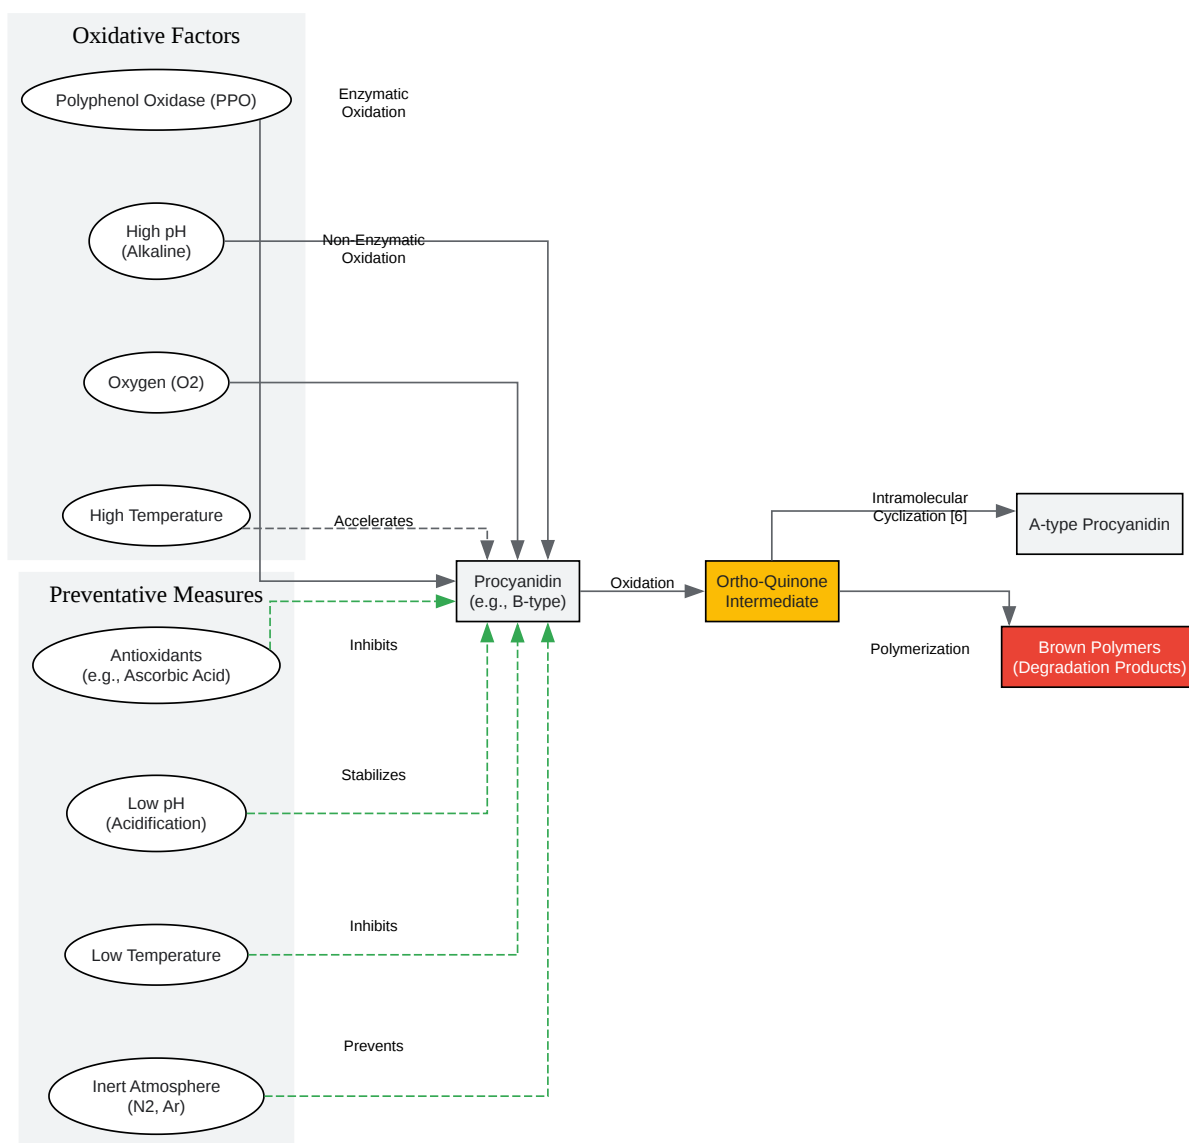 Oxidative Factors
Polyphenol Oxidase (PPO)
Enzymatic
Oxidation
High pH
(Alkaline)
Non-Enzymatic
Oxidation
Oxygen (O2)
High Temperature
Accelerates
Preventative Measures
Antioxidants
(e.g., Ascorbic Acid)
Inhibits
Low pH
(Acidification)
Stabilizes
Low Temperature
Inhibits
Inert Atmosphere
(N2, Ar)
Prevents
Procyanidin
(e.g., B-type)
Oxidation
Ortho-Quinone
Intermediate
Intramolecular
Cyclization [6]
A-type Procyanidin
Polymerization
Brown Polymers
(Degradation Products)